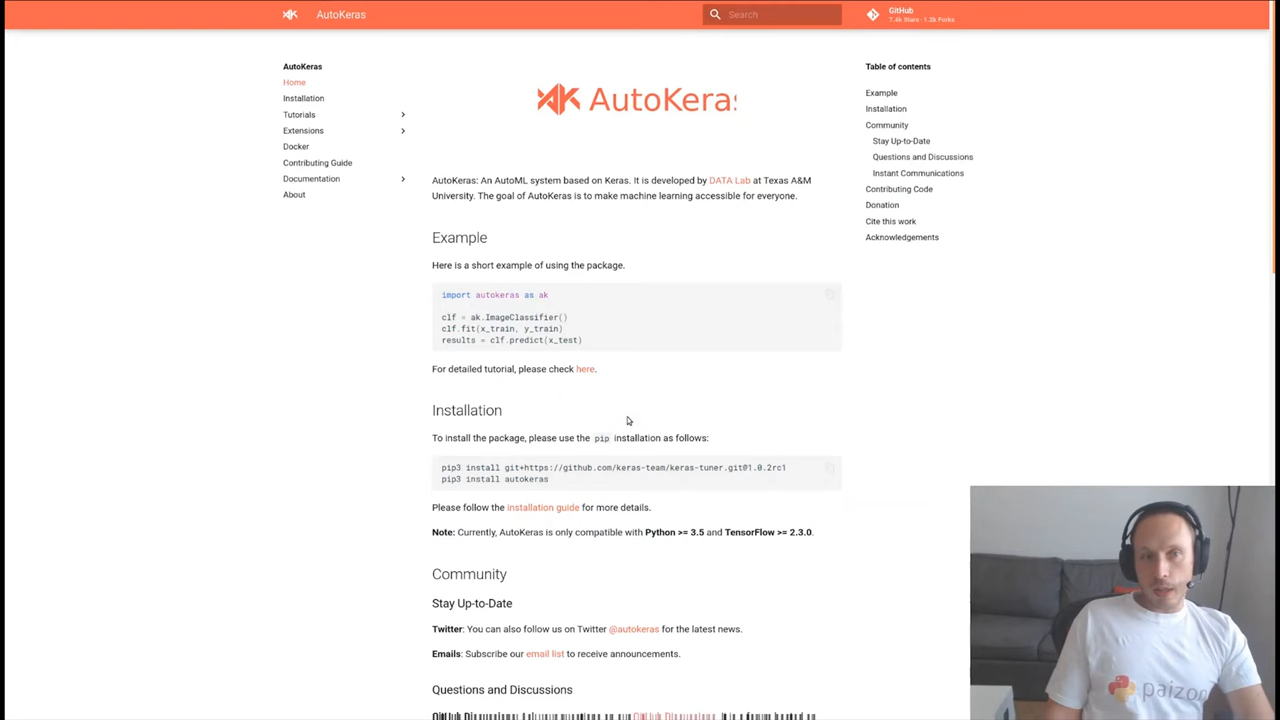 AutoKeras
Search
GitHub
7.4k Stars · 1.2k Forks
AutoKeras
Home
Installation
Tutorials
Extensions
Docker
Contributing Guide
Documentation
About
AutoKeras
AutoKeras: An AutoML system based on Keras. It is developed by DATA Lab at Texas A&M
University. The goal of AutoKeras is to make machine learning accessible for everyone.
Example
Here is a short example of using the package.
import autokeras as ak
clf = ak.ImageClassifier()
clf.fit(x_train, y_train)
results = clf.predict(x_test)
For detailed tutorial, please check here.
Installation
To install the package, please use the pip installation as follows:
pip3 install git+https://github.com/keras-team/keras-tuner.git@1.0.2rc1
pip3 install autokeras
Please follow the installation guide for more details.
Note: Currently, AutoKeras is only compatible with Python >= 3.5 and TensorFlow >= 2.3.0.
Community
Stay Up-to-Date
Twitter: You can also follow us on Twitter @autokeras for the latest news.
Emails: Subscribe our email list to receive announcements.
Questions and Discussions
Table of contents
Example
Installation
Community
Stay Up-to-Date
Questions and Discussions
Instant Communications
Contributing Code
Donation
Cite this work
Acknowledgements
paizo